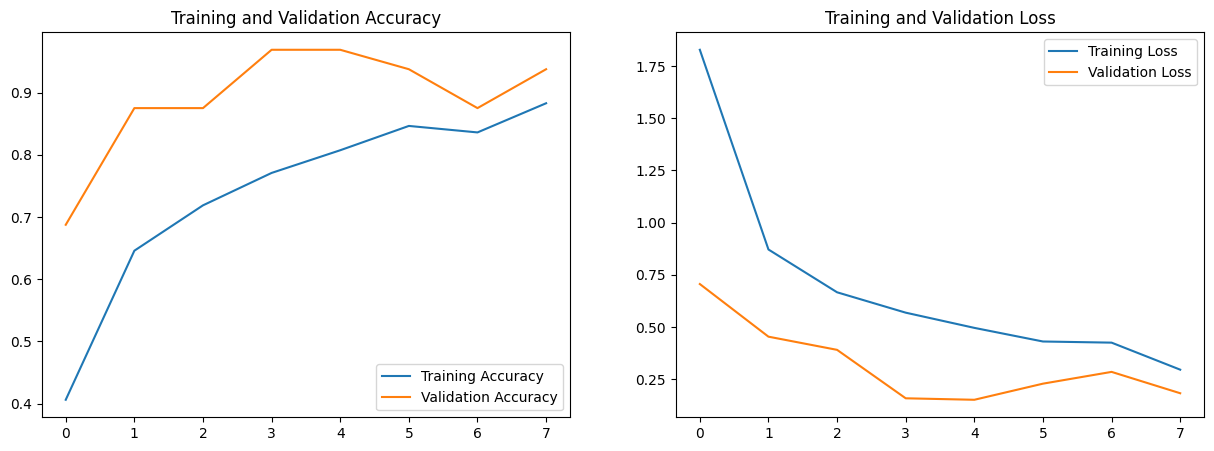 Training and Validation Accuracy
0.9
0.8
0.7
0.6
0.5
0.4
Training Accuracy
Validation Accuracy
0 1 2 3 4 5 6 7
Training and Validation Loss
Training Loss
Validation Loss
1.75
1.50
1.25
1.00
0.75
0.50
0.25
0 1 2 3 4 5 6 7